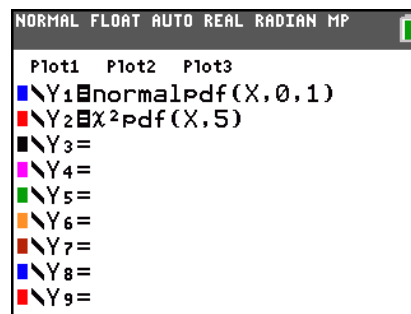 NORMAL FLOAT AUTO REAL RADIAN MP
Plot1 Plot2 Plot3
\Y₁=normalpdf(X,0,1)
\Y₂=χ²pdf(X,5)
\Y₃=
\Y₄=
\Y₅=
\Y₆=
\Y₇=
\Y₈=
\Y₉=